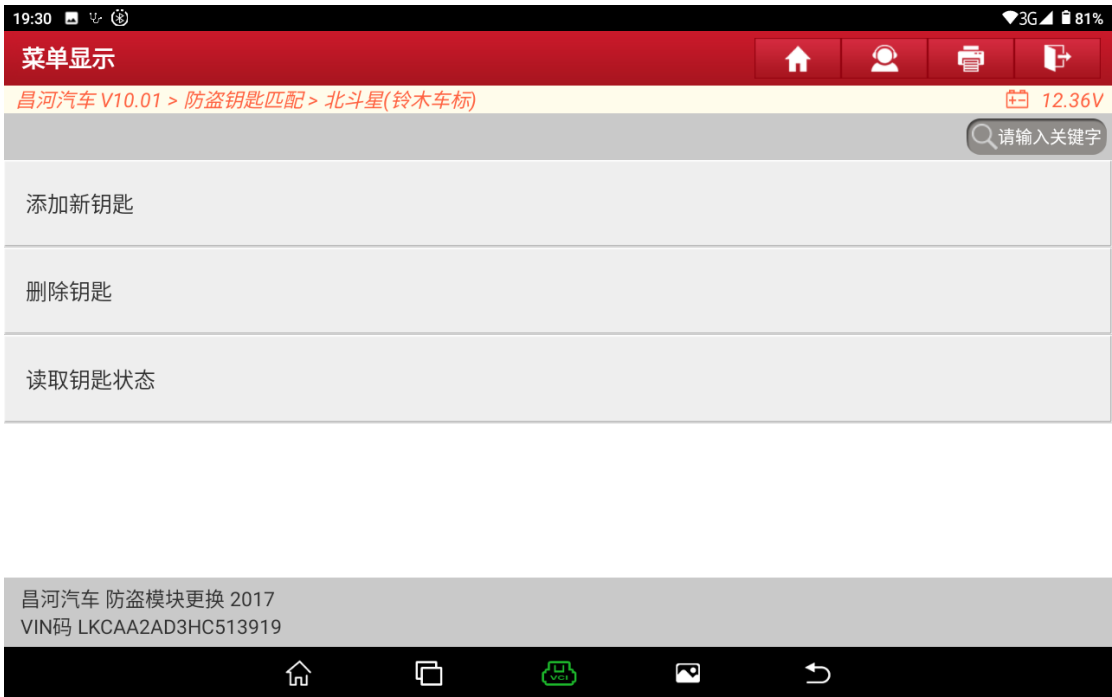 19:30
3G 81%
菜单显示
昌河汽车 V10.01 > 防盗钥匙匹配 > 北斗星(铃木车标)
12.36V
请输入关键字
添加新钥匙
删除钥匙
读取钥匙状态
昌河汽车 防盗模块更换 2017
VIN码 LKCAA2AD3HC513919
VCI